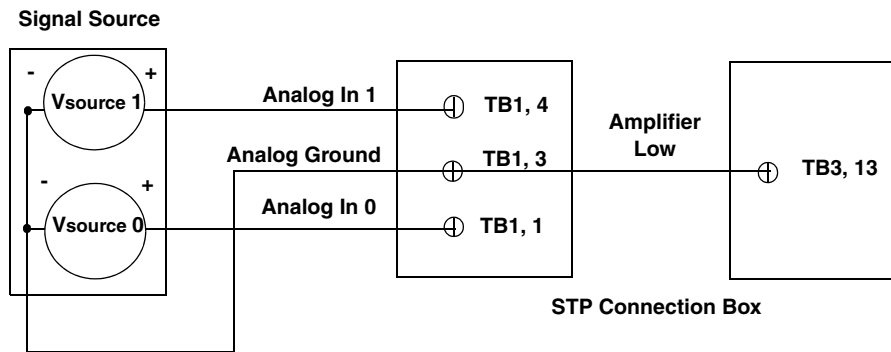 Signal Source
- +
Vsource 1
Analog In 1
TB1, 4
Amplifier
Low
Analog Ground
TB1, 3
TB3, 13
- +
Vsource 0
Analog In 0
TB1, 1
STP Connection Box